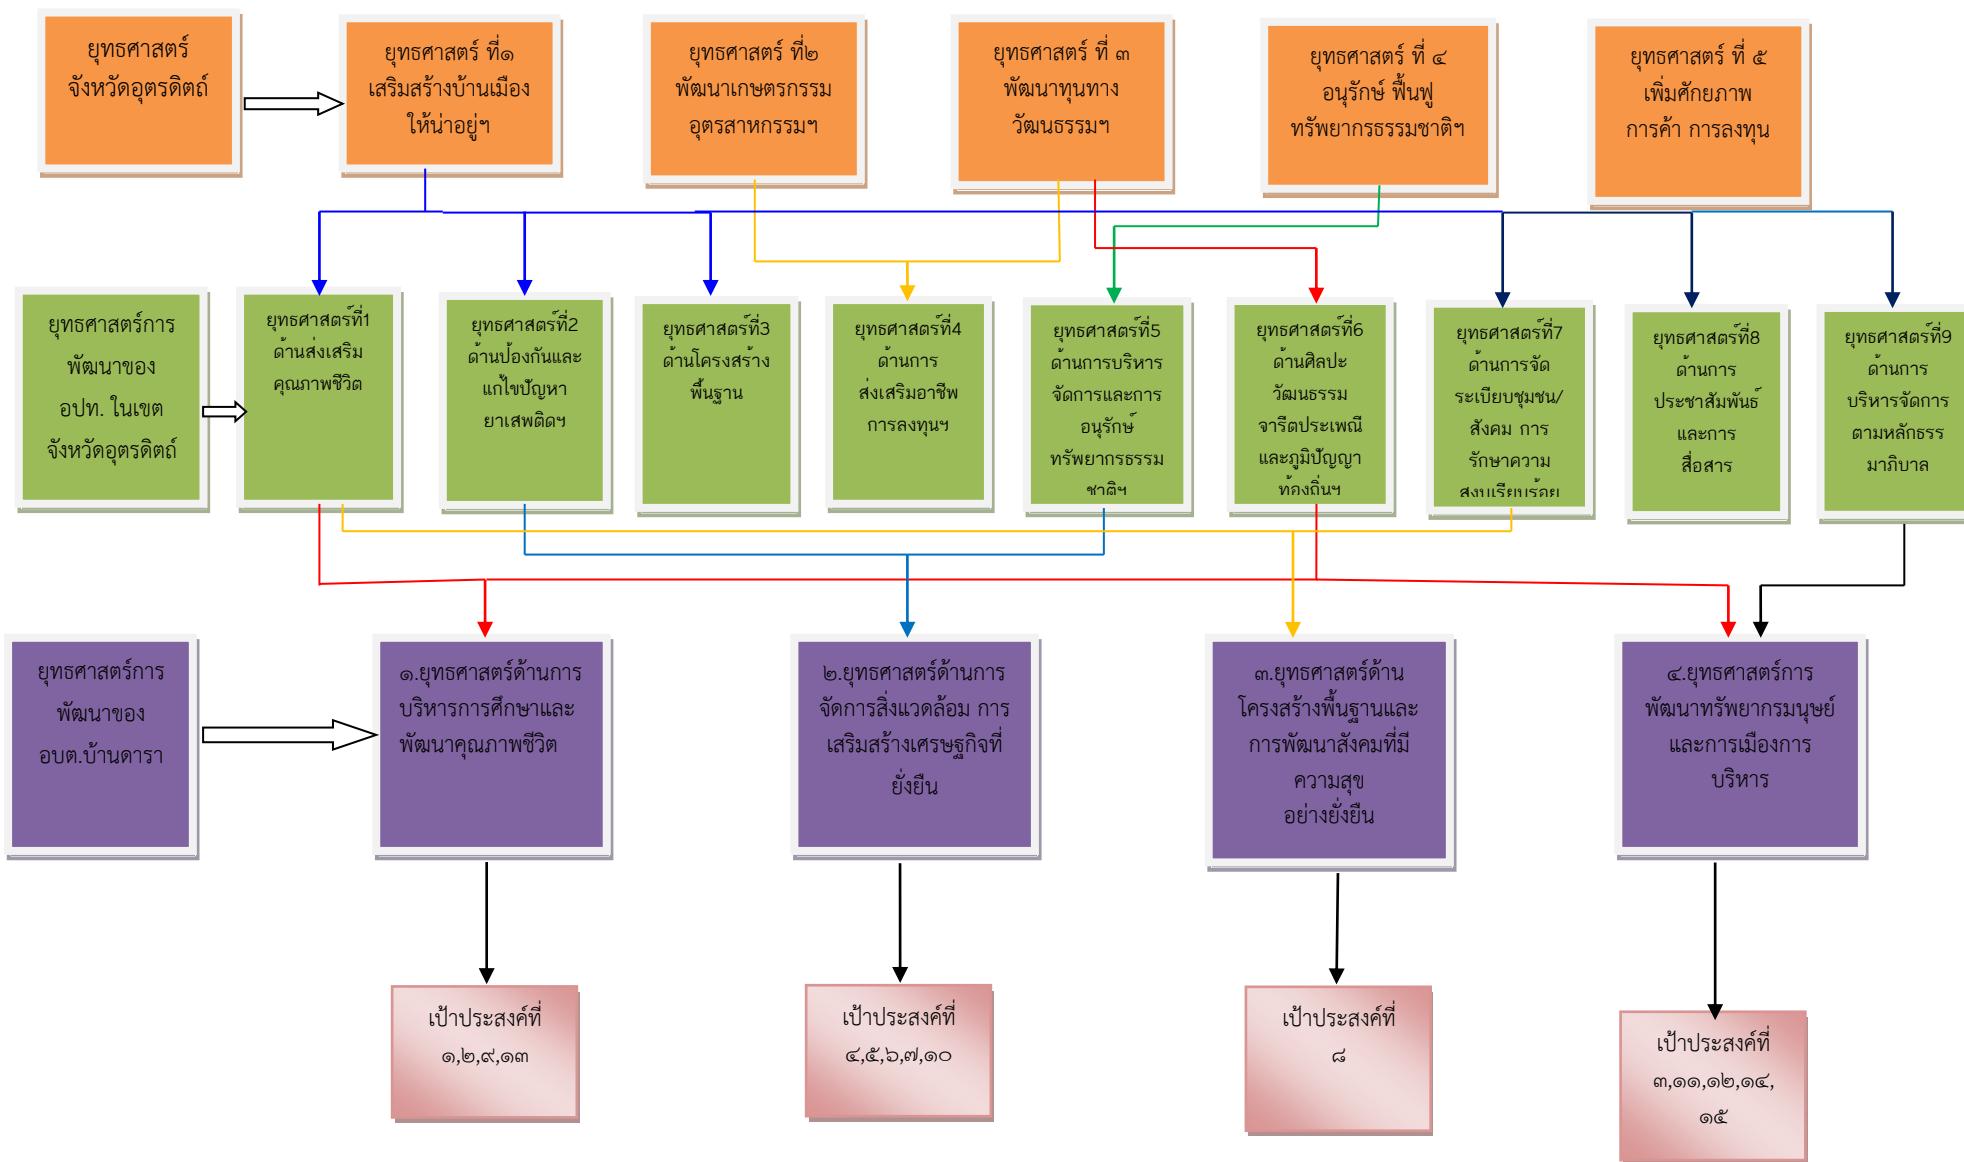 ยุทธศาสตร์
จังหวัดอุตรดิตถ์
ยุทธศาสตร์ ที่๑
เสริมสร้างบ้านเมือง
ให้น่าอยู่ฯ
ยุทธศาสตร์ ที่๒
พัฒนาเกษตรกรรม
อุตรสาหกรรมฯ
ยุทธศาสตร์ ที่ ๓
พัฒนาทุนทาง
วัฒนธรรมฯ
ยุทธศาสตร์ ที่ ๔
อนุรักษ์ ฟื้นฟู
ทรัพยากรธรรมชาติฯ
ยุทธศาสตร์ ที่ ๕
เพิ่มศักยภาพ
การค้า การลงทุน
ยุทธศาสตร์การ
พัฒนาของ
อปท. ในเขต
จังหวัดอุตรดิตถ์
ยุทธศาสตร์ที่1
ด้านส่งเสริม
คุณภาพชีวิต
ยุทธศาสตร์ที่2
ด้านป้องกันและ
แก้ไขปัญหา
ยาเสพติดฯ
ยุทธศาสตร์ที่3
ด้านโครงสร้าง
พื้นฐาน
ยุทธศาสตร์ที่4
ด้านการ
ส่งเสริมอาชีพ
การลงทุนฯ
ยุทธศาสตร์ที่5
ด้านการบริหาร
จัดการและการ
อนุรักษ์
ทรัพยากรธรรม
ชาติฯ
ยุทธศาสตร์ที่6
ด้านศิลปะ
วัฒนธรรม
จารีตประเพณี
และภูมิปัญญา
ท้องถิ่นฯ
ยุทธศาสตร์ที่7
ด้านการจัด
ระเบียบชุมชน/
สังคม การ
รักษาความ
สงบเรียบร้อย
ยุทธศาสตร์ที่8
ด้านการ
ประชาสัมพันธ์
และการ
สื่อสาร
ยุทธศาสตร์ที่9
ด้านการ
บริหารจัดการ
ตามหลักธรร
มาภิบาล
ยุทธศาสตร์การ
พัฒนาของ
อบต.บ้านดารา
๑.ยุทธศาสตร์ด้านการ
บริหารการศึกษาและ
พัฒนาคุณภาพชีวิต
๒.ยุทธศาสตร์ด้านการ
จัดการสิ่งแวดล้อม การ
เสริมสร้างเศรษฐกิจที่
ยั่งยืน
๓.ยุทธศาสตร์ด้าน
โครงสร้างพื้นฐานและ
การพัฒนาสังคมที่มี
ความสุข
อย่างยั่งยืน
๔.ยุทธศาสตร์การ
พัฒนาทรัพยากรมนุษย์
และการเมืองการ
บริหาร
เป้าประสงค์ที่
๑,๒,๙,๑๓
เป้าประสงค์ที่
๔,๕,๖,๗,๑๐
เป้าประสงค์ที่
๘
เป้าประสงค์ที่
๓,๑๑,๑๒,๑๔,
๑๕